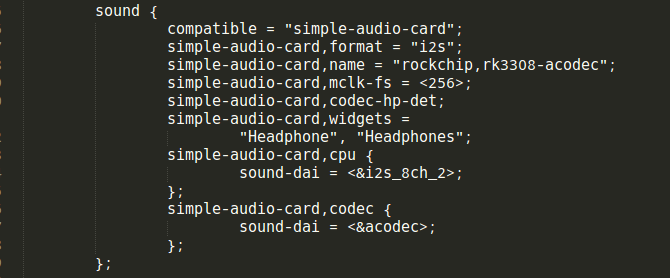 sound {
compatible = "simple-audio-card";
simple-audio-card,format = "i2s";
simple-audio-card,name = "rockchip,rk3308-acodec";
simple-audio-card,mclk-fs = <256>;
simple-audio-card,codec-hp-det;
simple-audio-card,widgets =
"Headphone", "Headphones";
simple-audio-card,cpu {
sound-dai = <&i2s_8ch_2>;
};
simple-audio-card,codec {
sound-dai = <&acodec>;
};
};